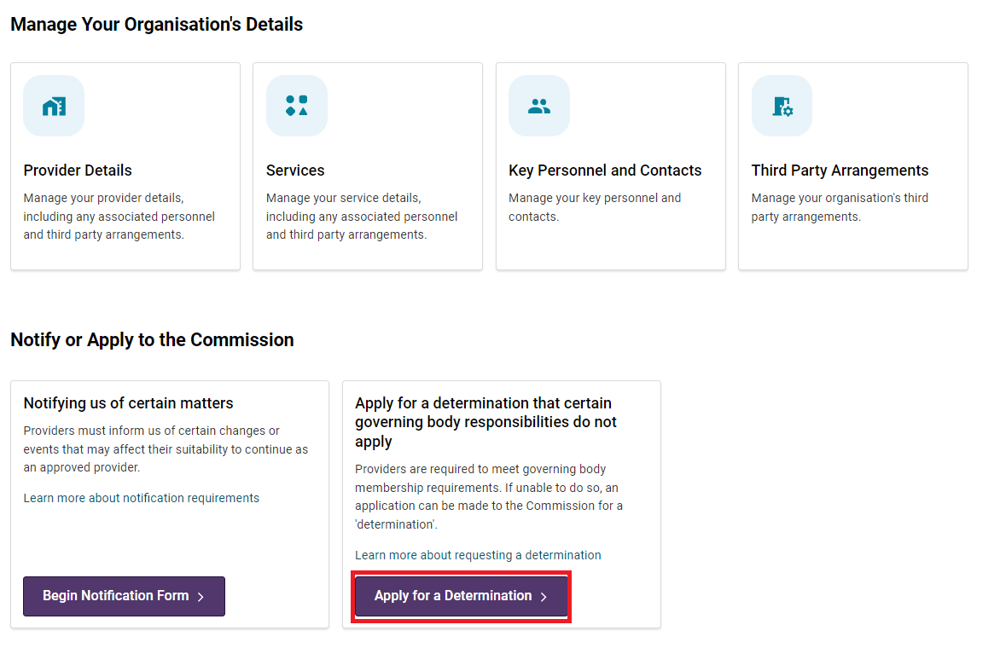 Manage Your Organisation's Details
Provider Details
Manage your provider details,
including any associated personnel
and third party arrangements.
Services
Manage your service details,
including any associated personnel
and third party arrangements.
Key Personnel and Contacts
Manage your key personnel and
contacts.
Third Party Arrangements
Manage your organisation's third
party arrangements.
Notify or Apply to the Commission
Notifying us of certain matters
Providers must inform us of certain changes or
events that may affect their suitability to continue as
an approved provider.
Learn more about notification requirements
Begin Notification Form
Apply for a determination that certain
governing body responsibilities do not
apply
Providers are required to meet governing body
membership requirements. If unable to do so, an
application can be made to the Commission for a
'determination'.
Learn more about requesting a determination
Apply for a Determination